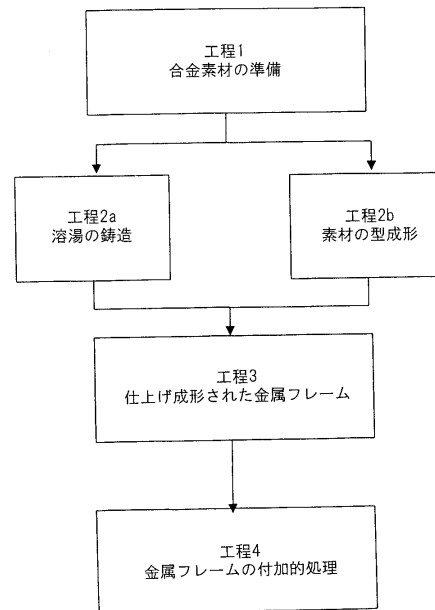 工程1
合金素材の準備
工程2a
溶湯の鋳造
工程2b
素材の型成形
工程3
仕上げ成形された金属フレーム
工程4
金属フレームの付加的処理